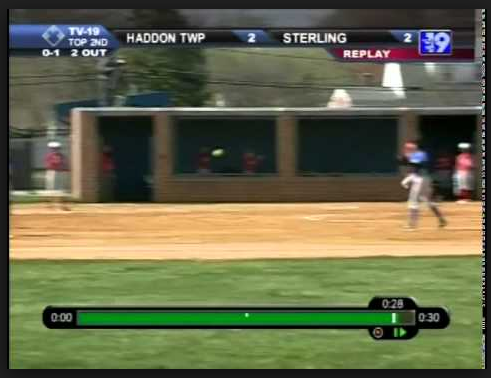 TV-19
TOP 2ND
0-1 2 OUT
HADDON TWP 2 STERLING 2
19
REPLAY
0:28
0:00
0:30